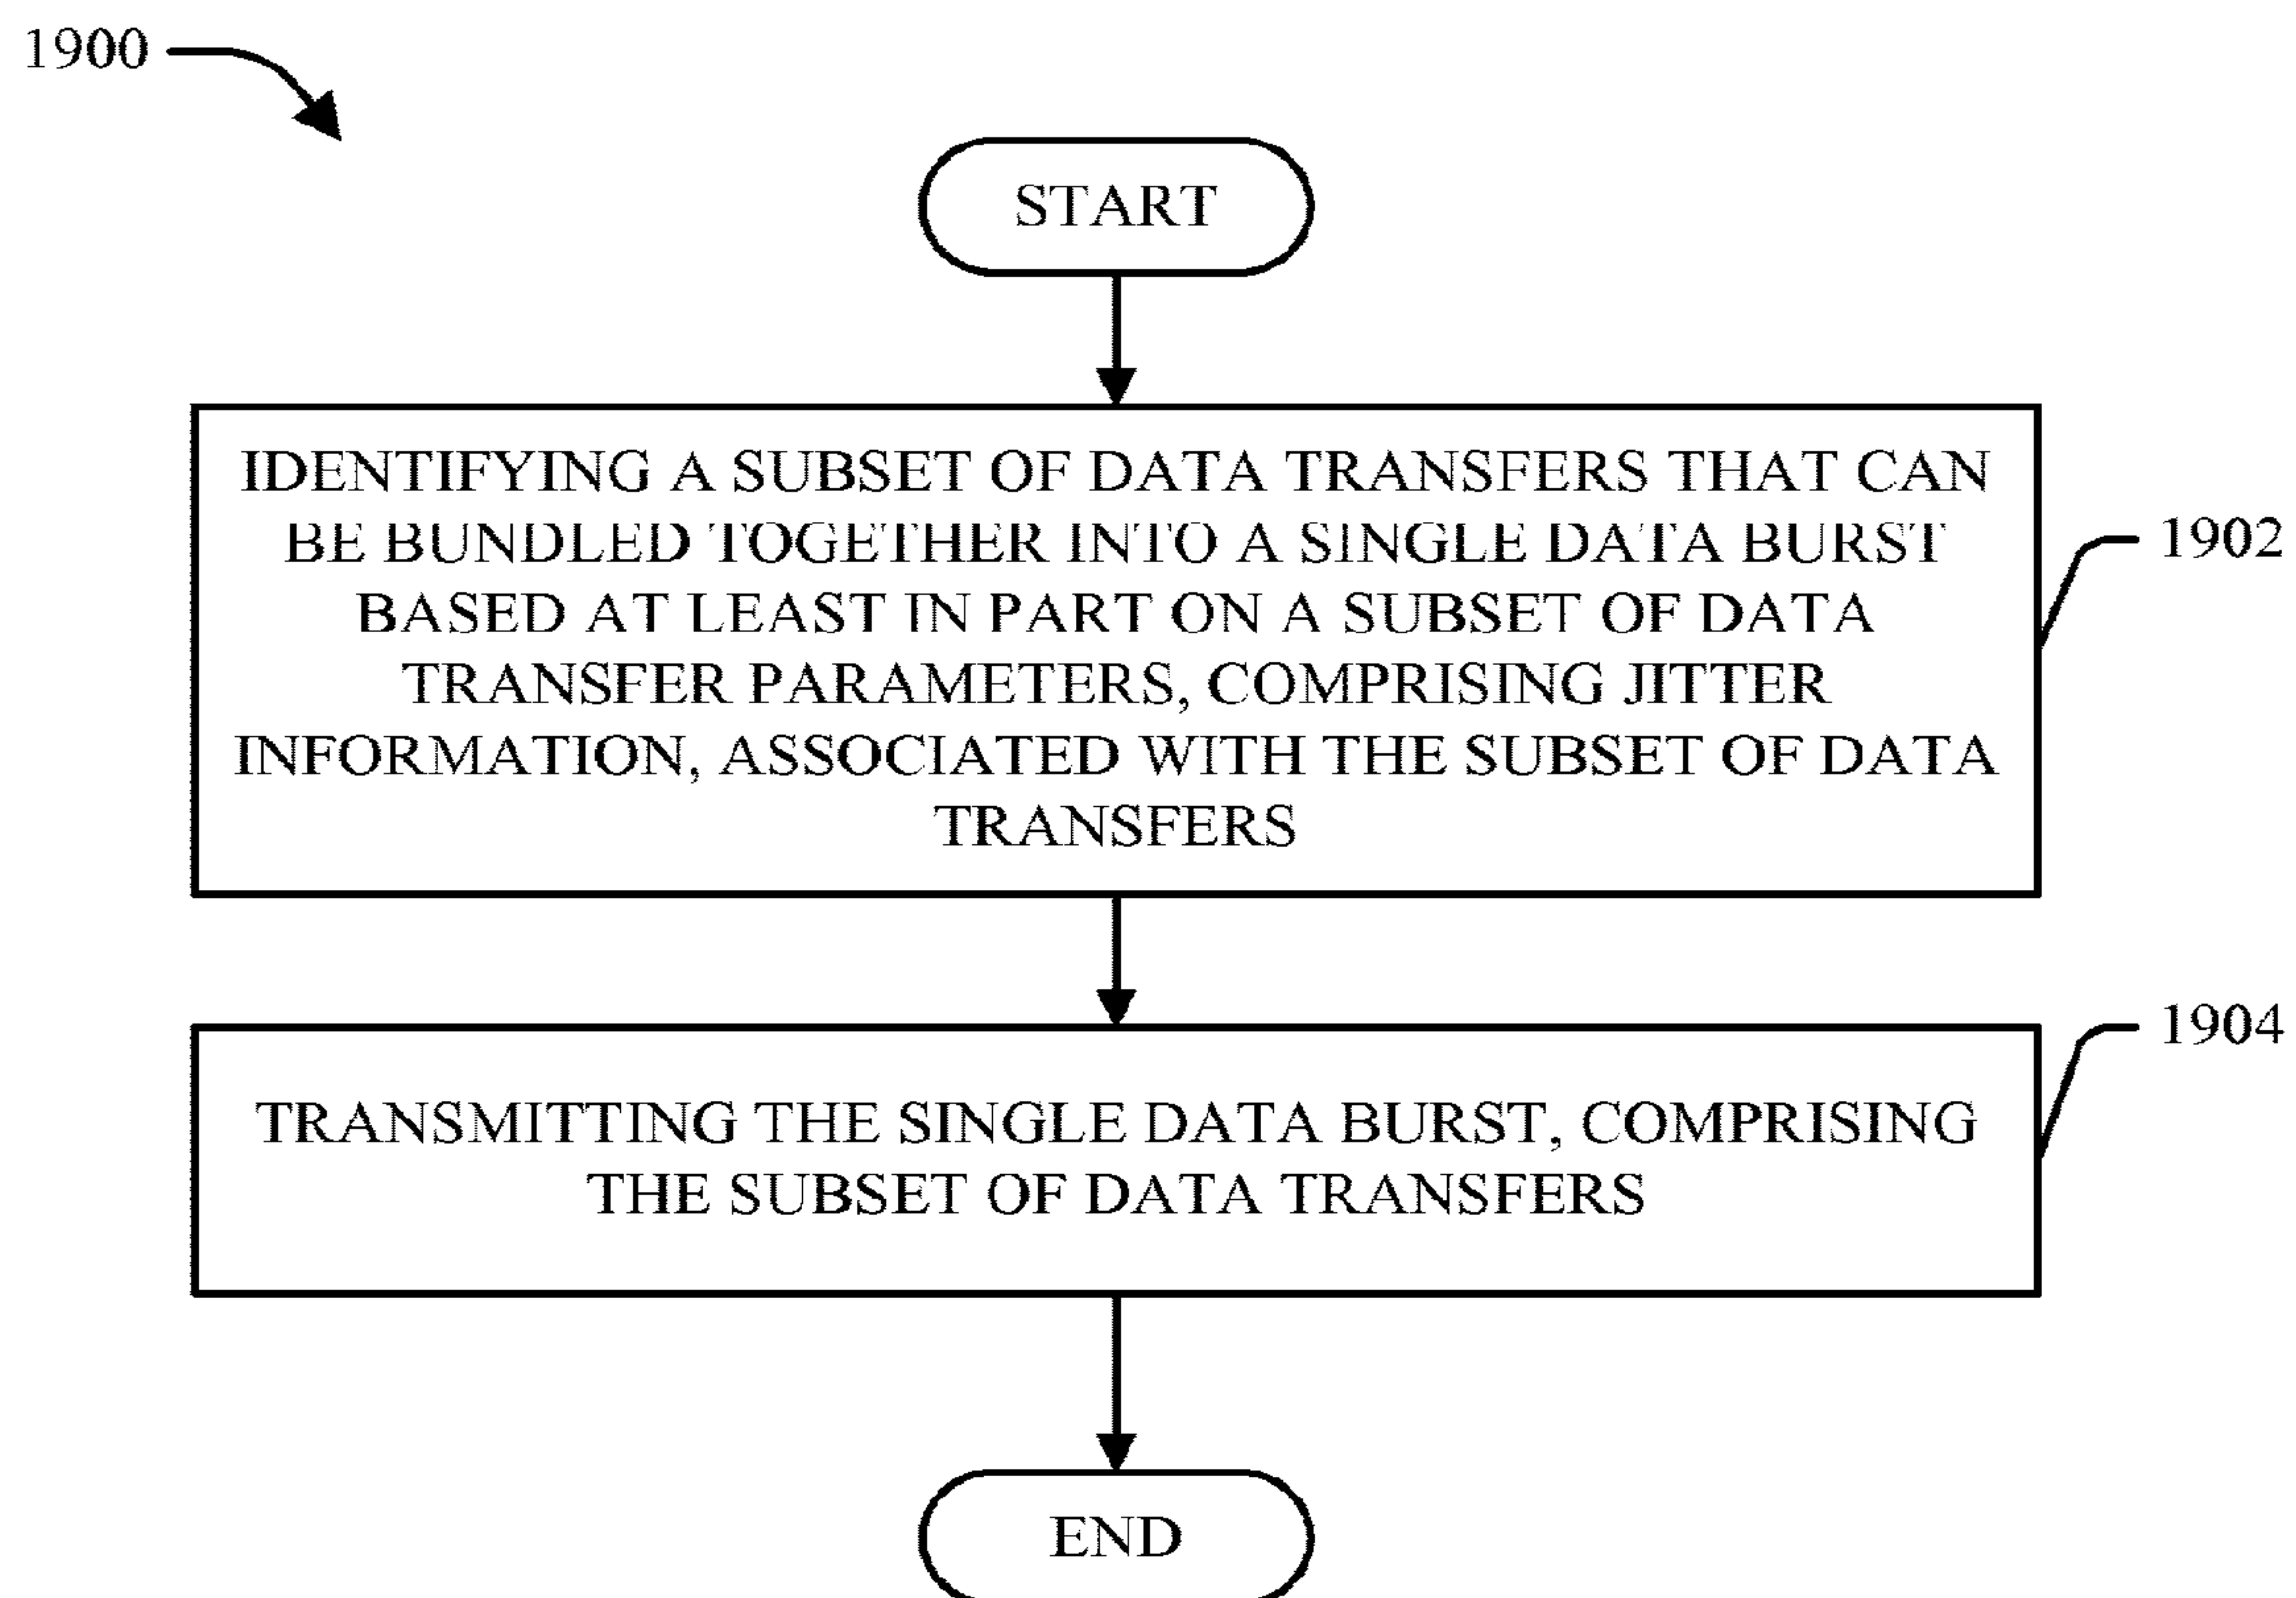 1900
START
IDENTIFYING A SUBSET OF DATA TRANSFERS THAT CAN
BE BUNDLED TOGETHER INTO A SINGLE DATA BURST
BASED AT LEAST IN PART ON A SUBSET OF DATA
TRANSFER PARAMETERS, COMPRISING JITTER
INFORMATION, ASSOCIATED WITH THE SUBSET OF DATA
TRANSFERS
1902
TRANSMITTING THE SINGLE DATA BURST, COMPRISING
THE SUBSET OF DATA TRANSFERS
1904
END